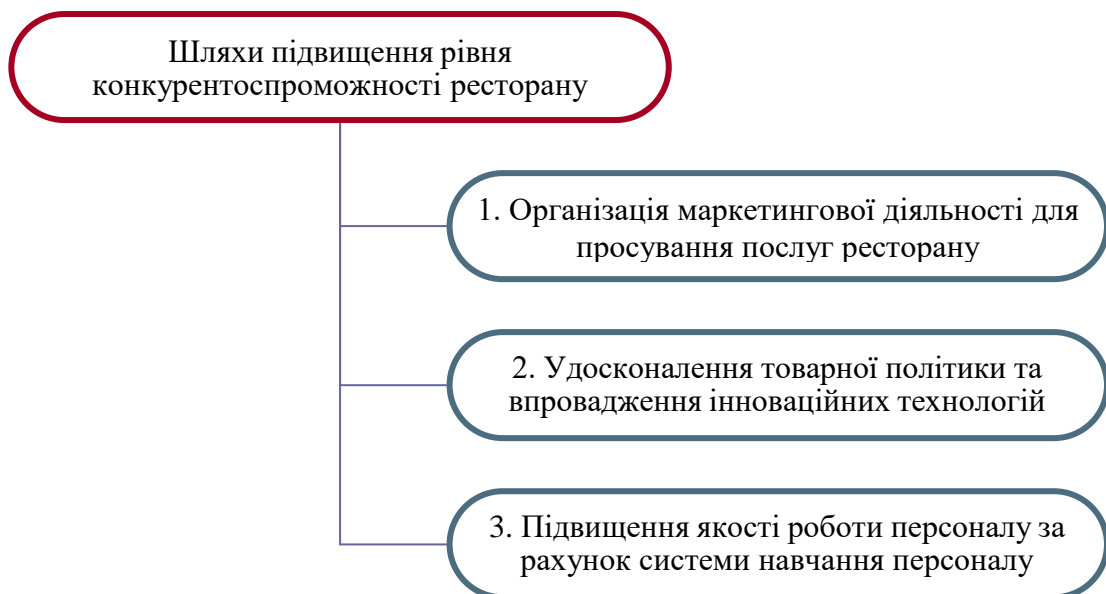 Шляхи підвищення рівня
конкурентоспроможності ресторану
1. Організація маркетингової діяльності для
просування послуг ресторану
2. Удосконалення товарної політики та
впровадження інноваційних технологій
3. Підвищення якості роботи персоналу за
рахунок системи навчання персоналу